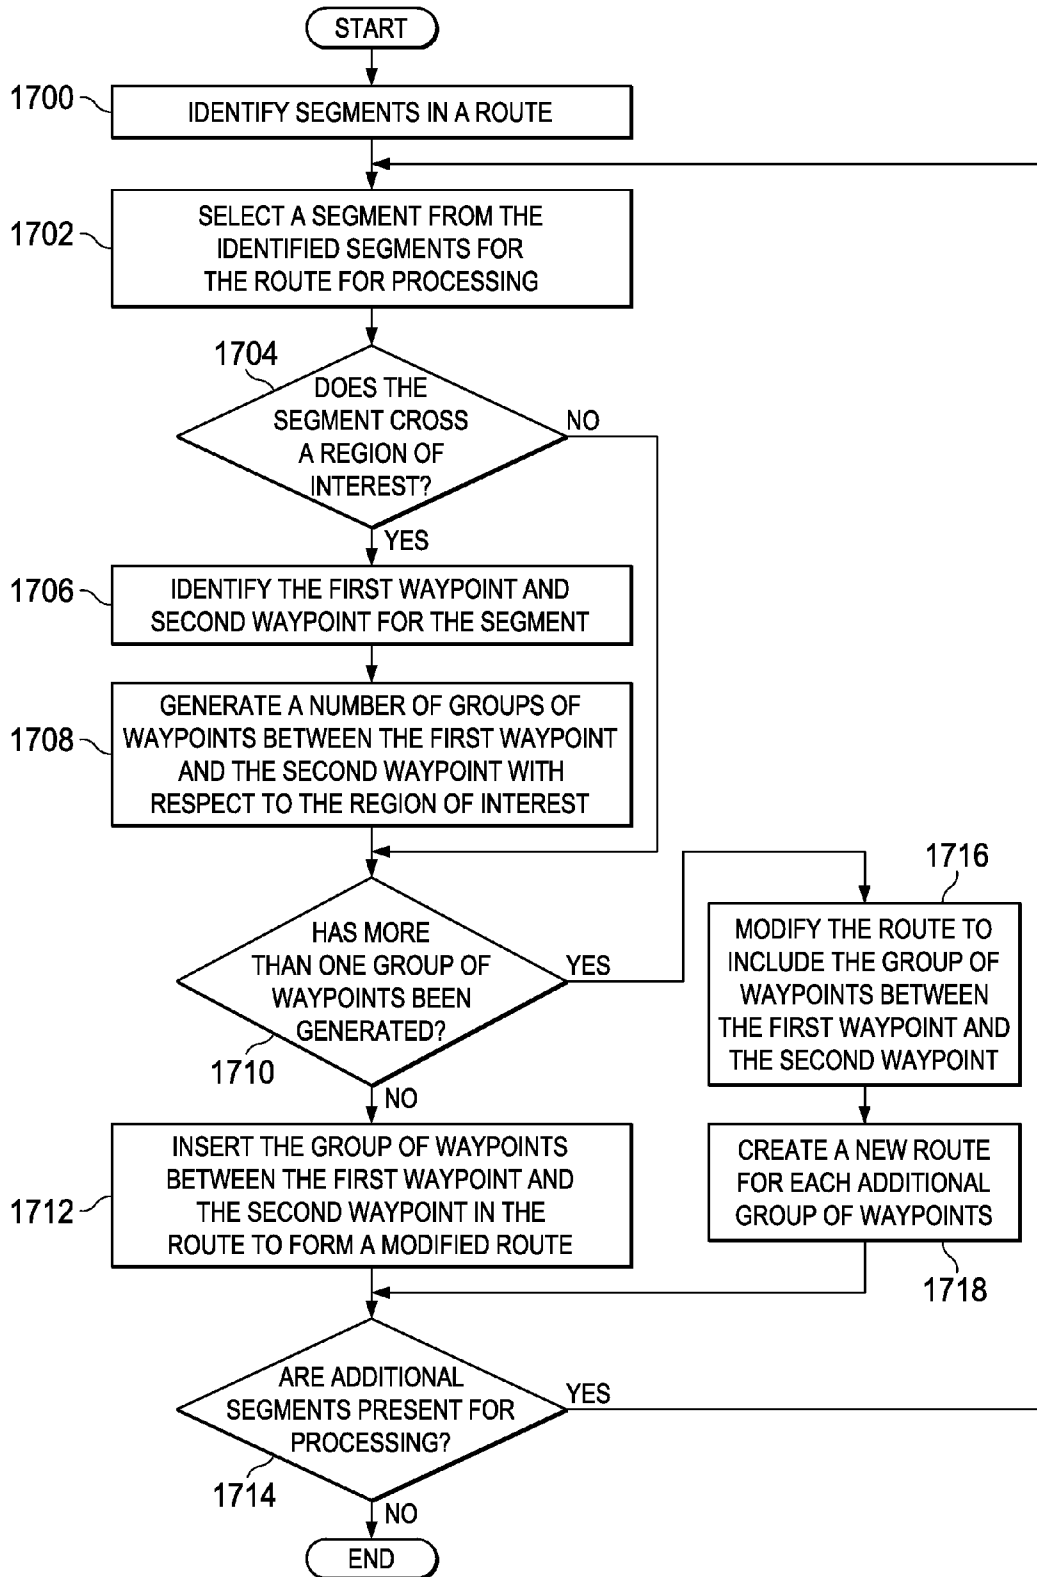 START
1700
IDENTIFY SEGMENTS IN A ROUTE
1702
SELECT A SEGMENT FROM THE
IDENTIFIED SEGMENTS FOR
THE ROUTE FOR PROCESSING
1704
DOES THE
SEGMENT CROSS
A REGION OF
INTEREST?
NO
YES
1706
IDENTIFY THE FIRST WAYPOINT AND
SECOND WAYPOINT FOR THE SEGMENT
1708
GENERATE A NUMBER OF GROUPS OF
WAYPOINTS BETWEEN THE FIRST WAYPOINT
AND THE SECOND WAYPOINT WITH
RESPECT TO THE REGION OF INTEREST
HAS MORE
THAN ONE GROUP OF
WAYPOINTS BEEN
GENERATED?
1710
YES
NO
1716
MODIFY THE ROUTE TO
INCLUDE THE GROUP OF
WAYPOINTS BETWEEN
THE FIRST WAYPOINT AND
THE SECOND WAYPOINT
1712
INSERT THE GROUP OF WAYPOINTS
BETWEEN THE FIRST WAYPOINT AND
THE SECOND WAYPOINT IN THE
ROUTE TO FORM A MODIFIED ROUTE
CREATE A NEW ROUTE
FOR EACH ADDITIONAL
GROUP OF WAYPOINTS
1718
ARE ADDITIONAL
SEGMENTS PRESENT FOR
PROCESSING?
1714
YES
NO
END